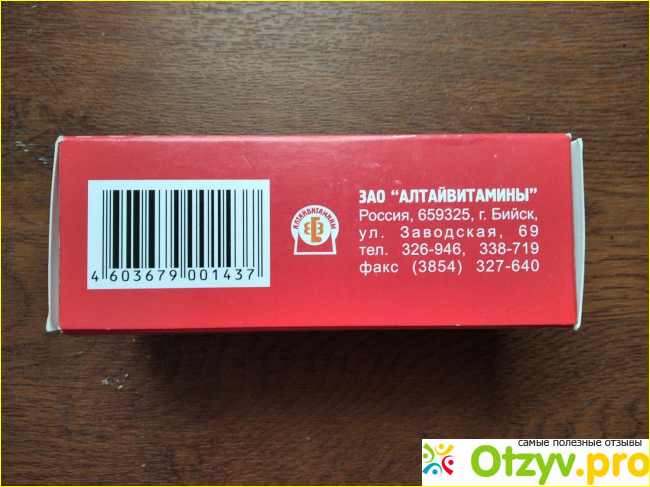 4 603679 001437
АЛТАЙВИТАМИНЫ
ЗАО "АЛТАЙВИТАМИНЫ"
Россия, 659325, г. Бийск,
ул. Заводская, 69
тел. 326-946, 338-719
факс (3854) 327-640
самые полезные отзывы
Otzyv.pro